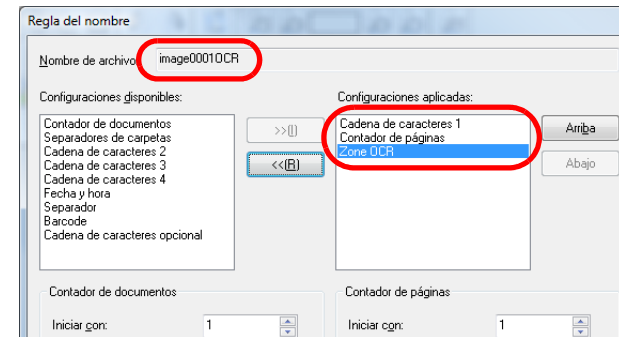 Regla del nombre
Nombre de archivo: image0001OCR
Configuraciones disponibles:
Configuraciones aplicadas:
Contador de documentos
Separadores de carpetas
Cadena de caracteres 2
Cadena de caracteres 3
Cadena de caracteres 4
Fecha y hora
Separador
Barcode
Cadena de caracteres opcional
>>(I)
<<(R)
Cadena de caracteres 1
Contador de páginas
Zone OCR
Arriba
Abajo
Contador de documentos
Contador de páginas
Iniciar con: 1
Iniciar con: 1